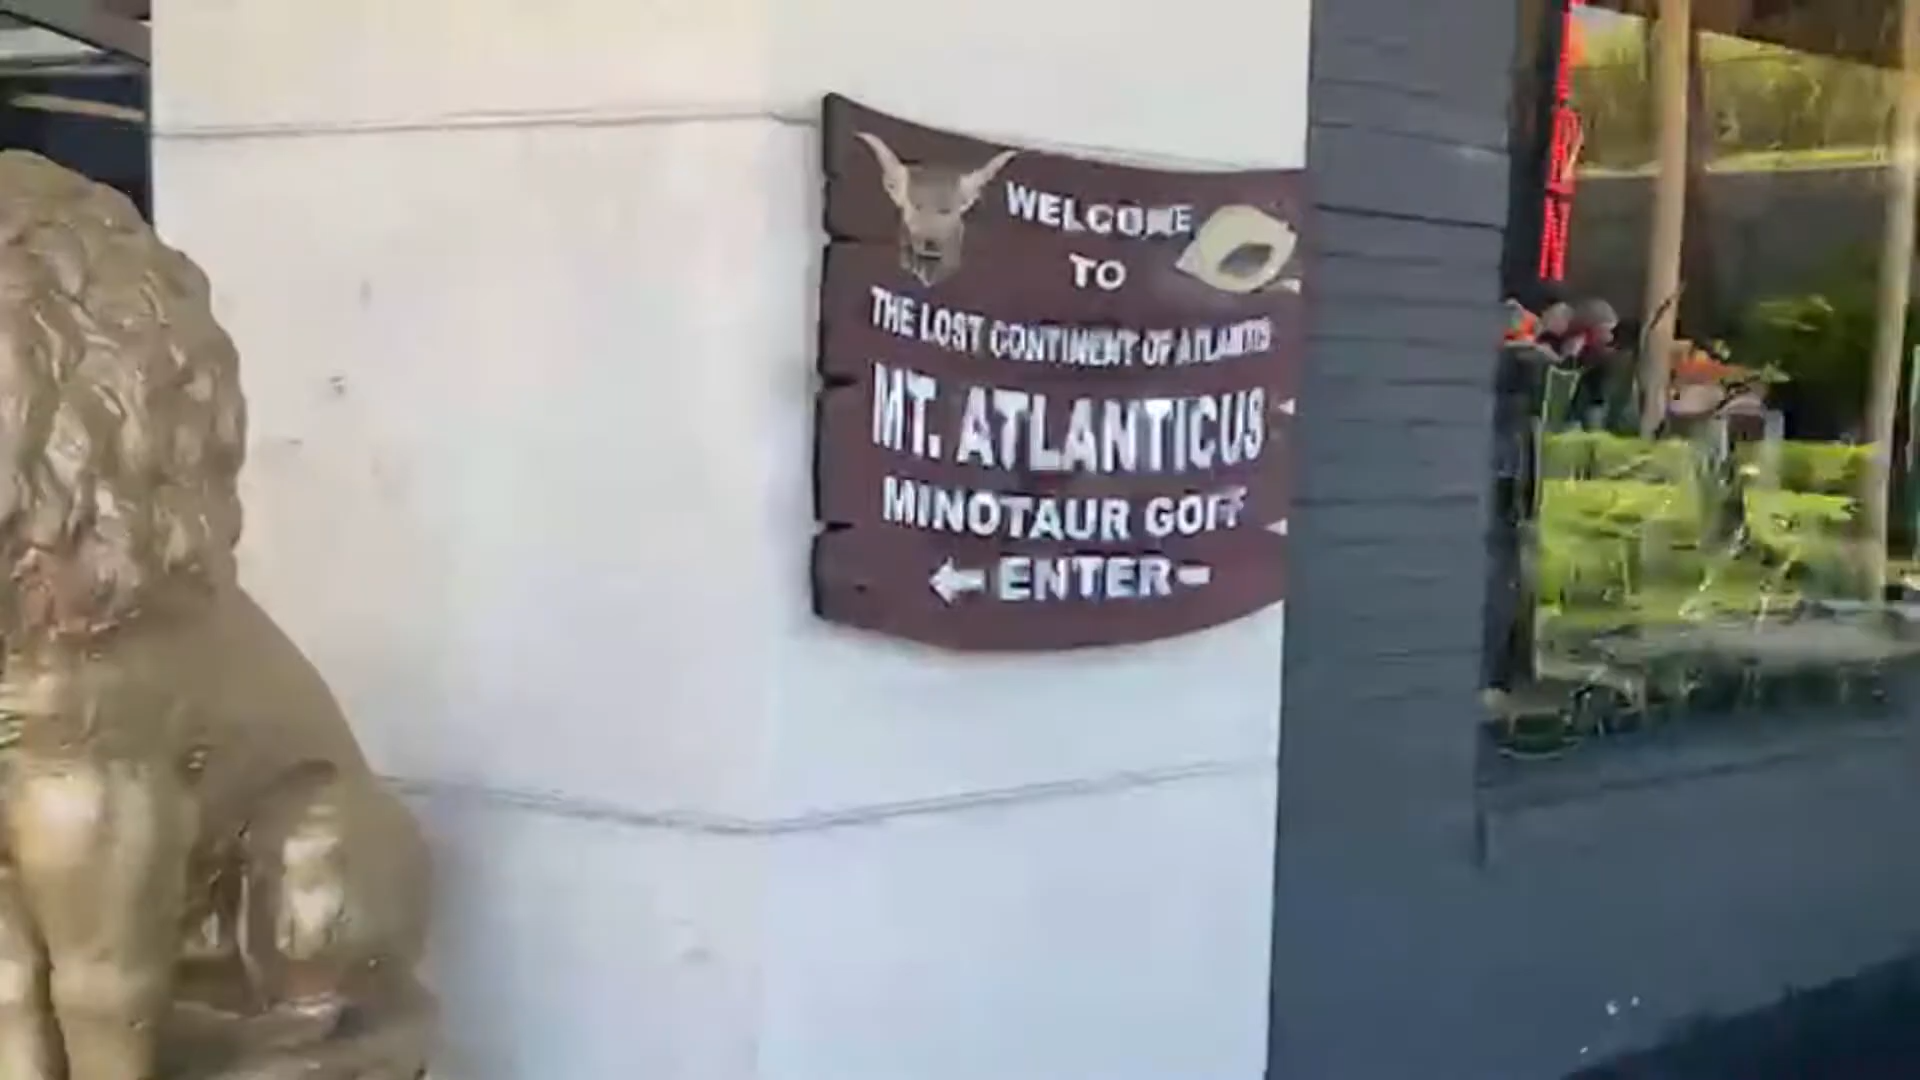 WELCOME
TO
THE LOST CONTINENT OF ATLANTIS
MT. ATLANTICUS
MINOTAUR GOLF
ENTER